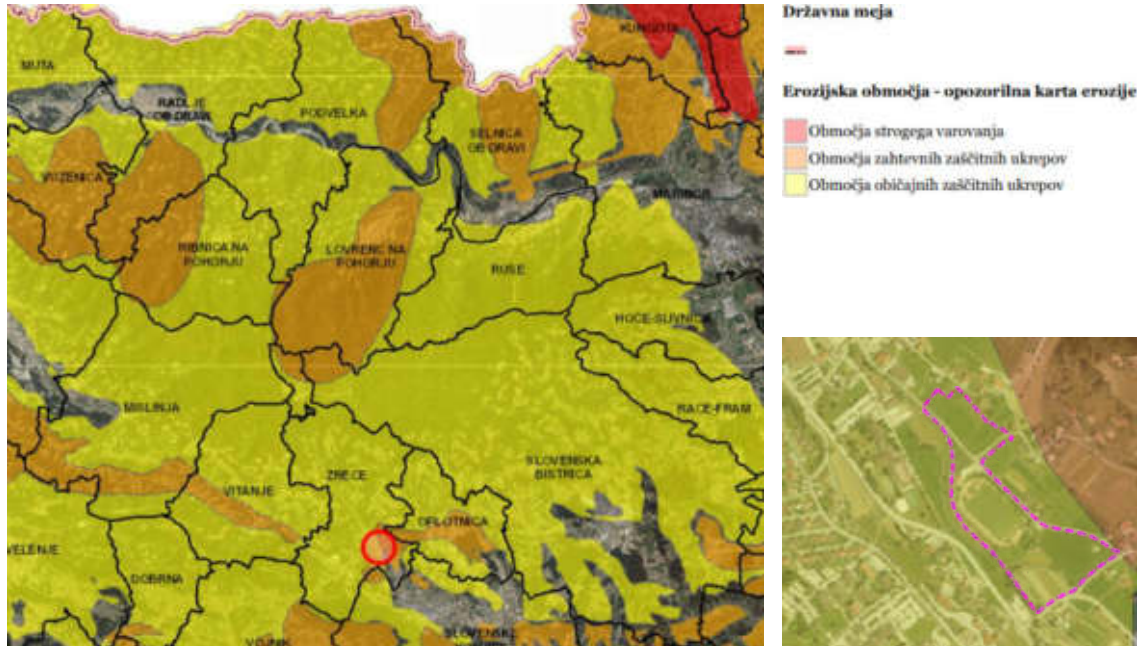 KUNGOTA
MUTA
RADLJE
OB DRAVI
PODVELKA
SELNICA
OB DRAVI
VUZENICA
MARIBOR
RIBNICA NA
POHORJU
LOVRENC NA
POHORJU
RUŠE
HOČE-SLIVNICA
MISLINJA
RAČE-FRAM
ZREČE
SLOVENSKA
BISTRICA
VITANJE
OPLOTNICA
VELENJE
DOBRNA
VOJNIK
SLOVENSKE
Državna meja
Erozijska območja - opozorilna karta erozije
Območja strogega varovanja
Območja zahtevnih zaščitnih ukrepov
Območja običajnih zaščitnih ukrepov